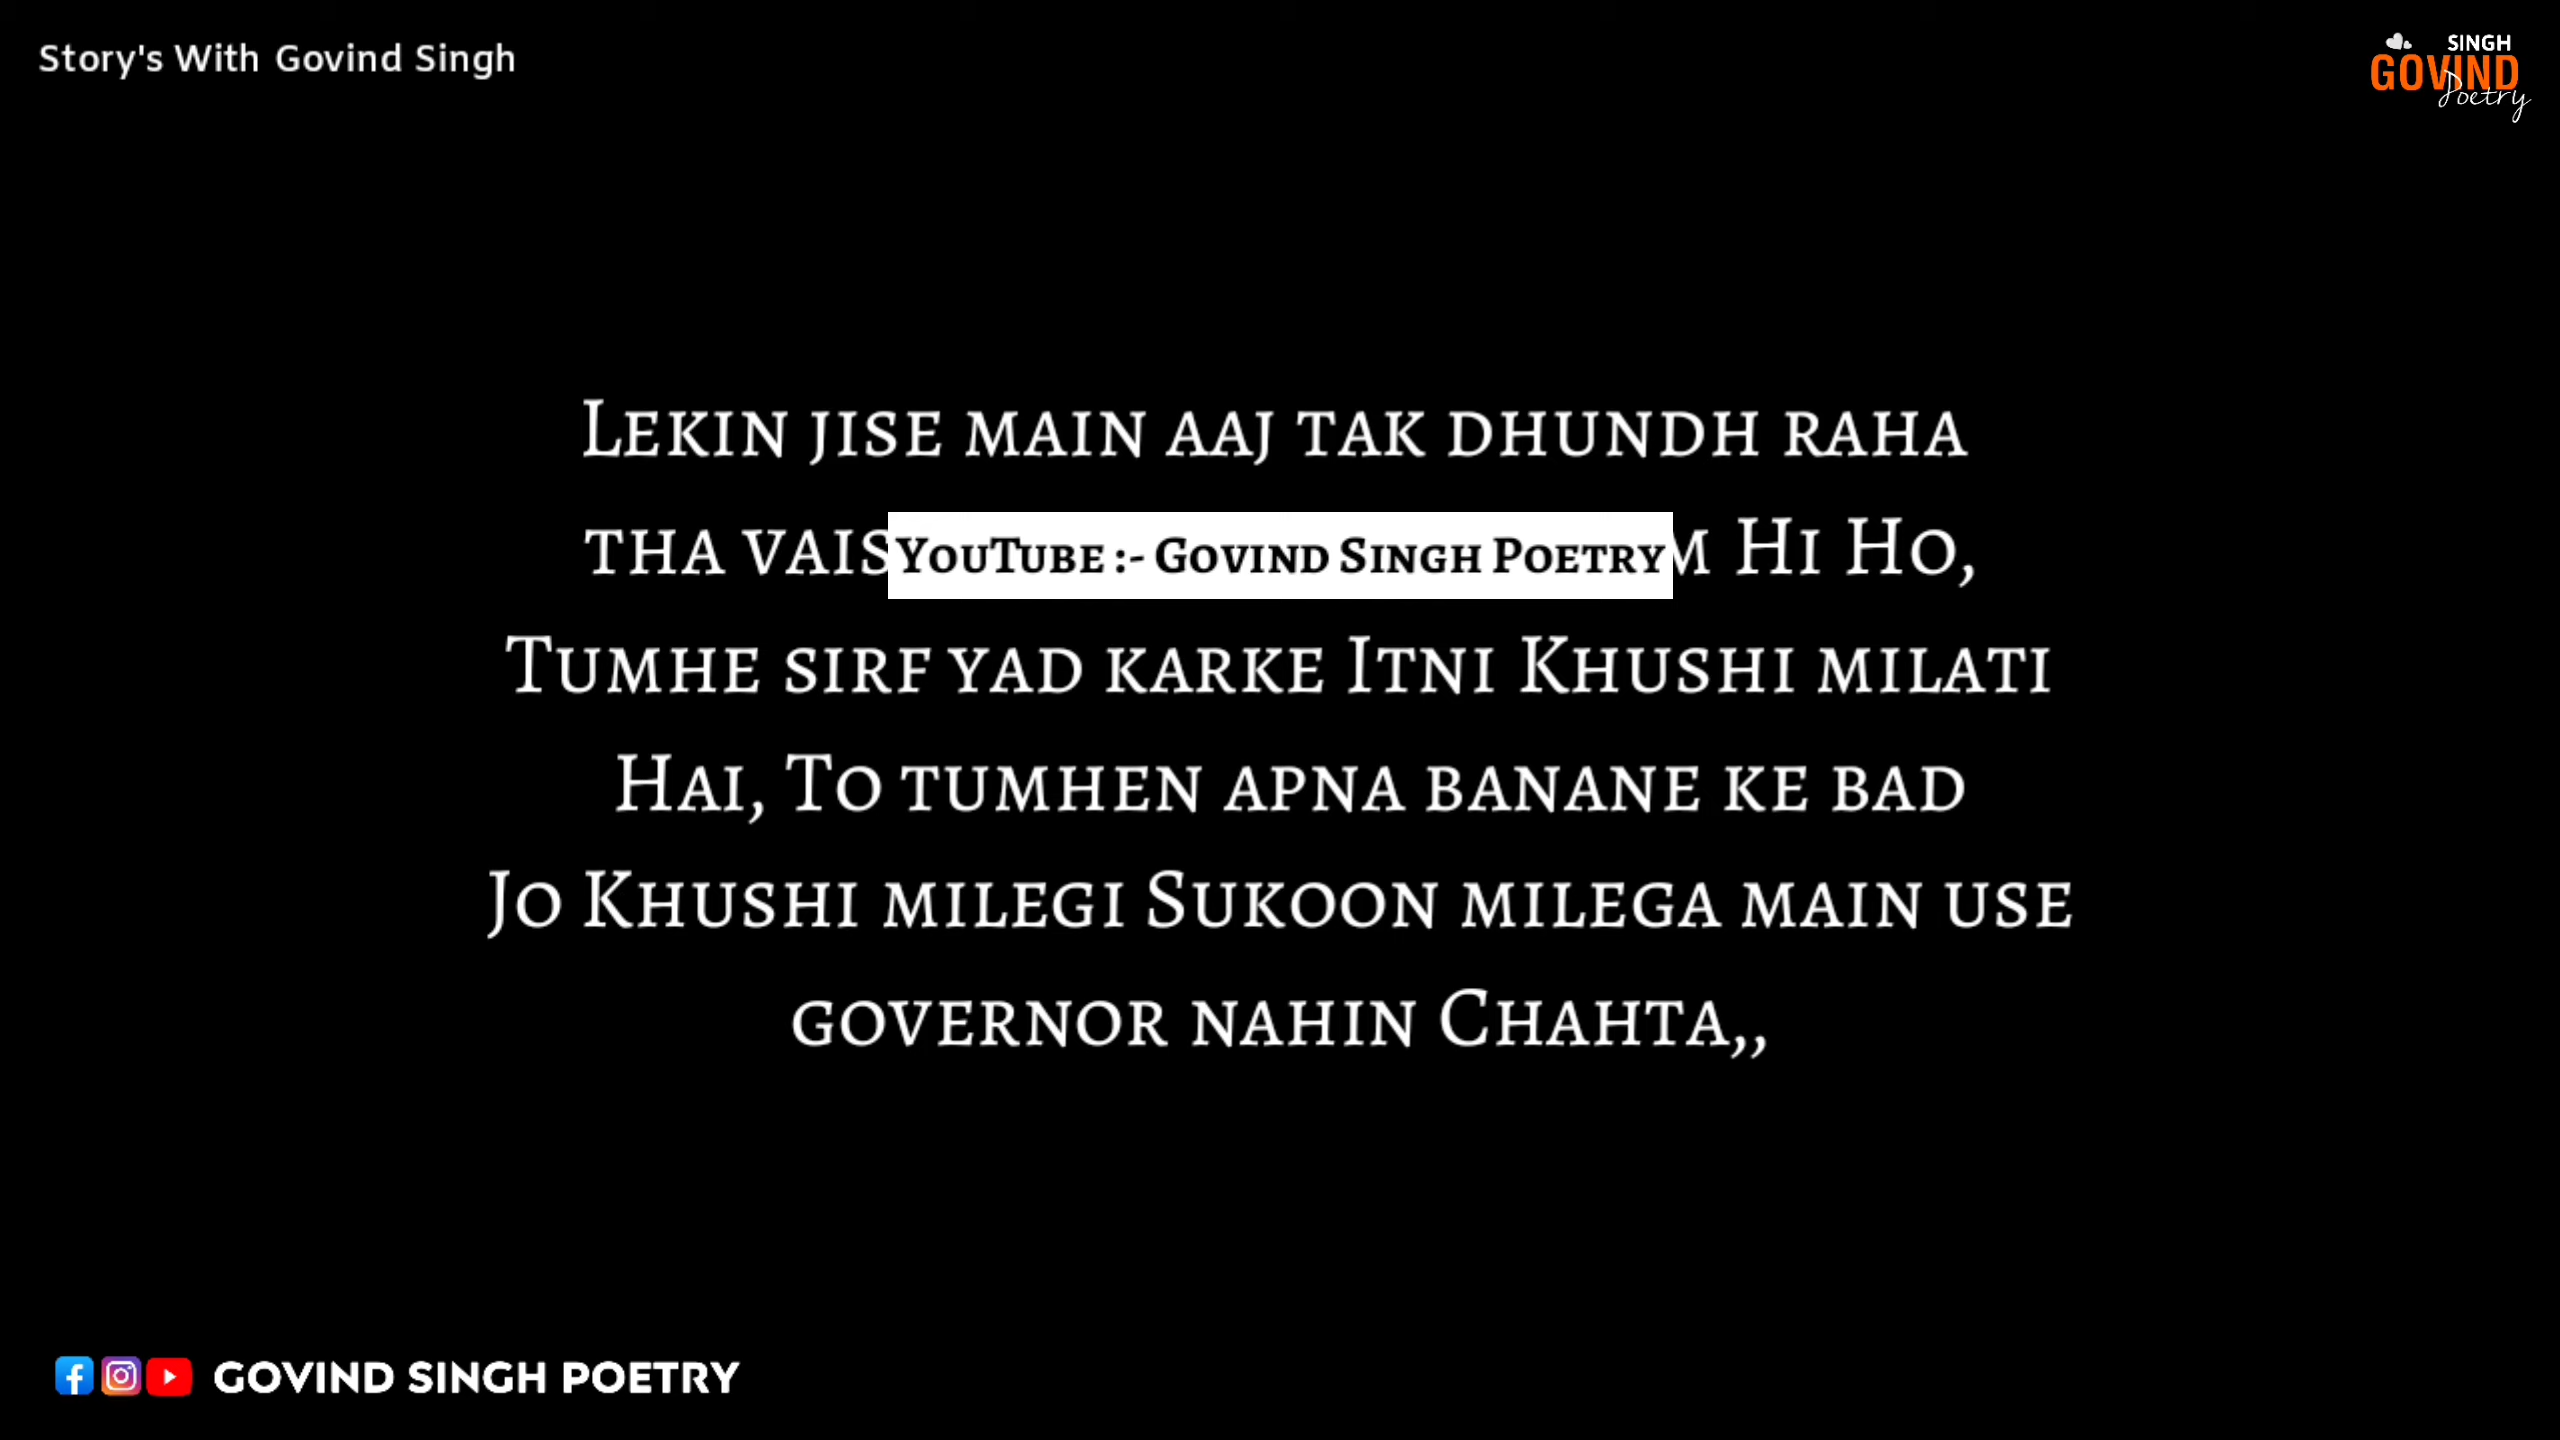 Story's With Govind Singh
SINGH
GOVIND
Poetry
Lekin jise main aaj tak dhundh raha
tha Hi Ho,
YouTube :- Govind Singh Poetry
Tumhe sirf yad karke Itni Khushi milati
Hai, To tumhen apna banane ke bad
Jo Khushi milegi Sukoon milega main use
governor nahin Chahta,,
GOVIND SINGH POETRY